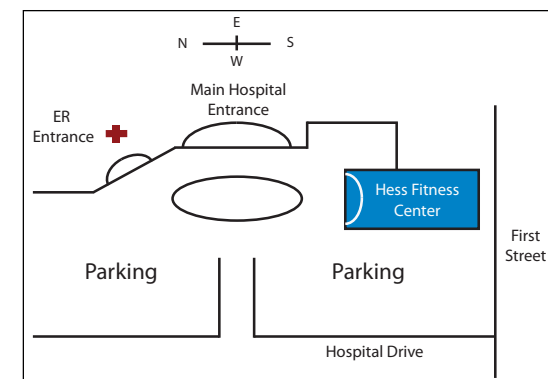 E
N
S
W
Main Hospital
Entrance
ER
Entrance
Hess Fitness
Center
First
Street
Parking
Parking
Hospital Drive